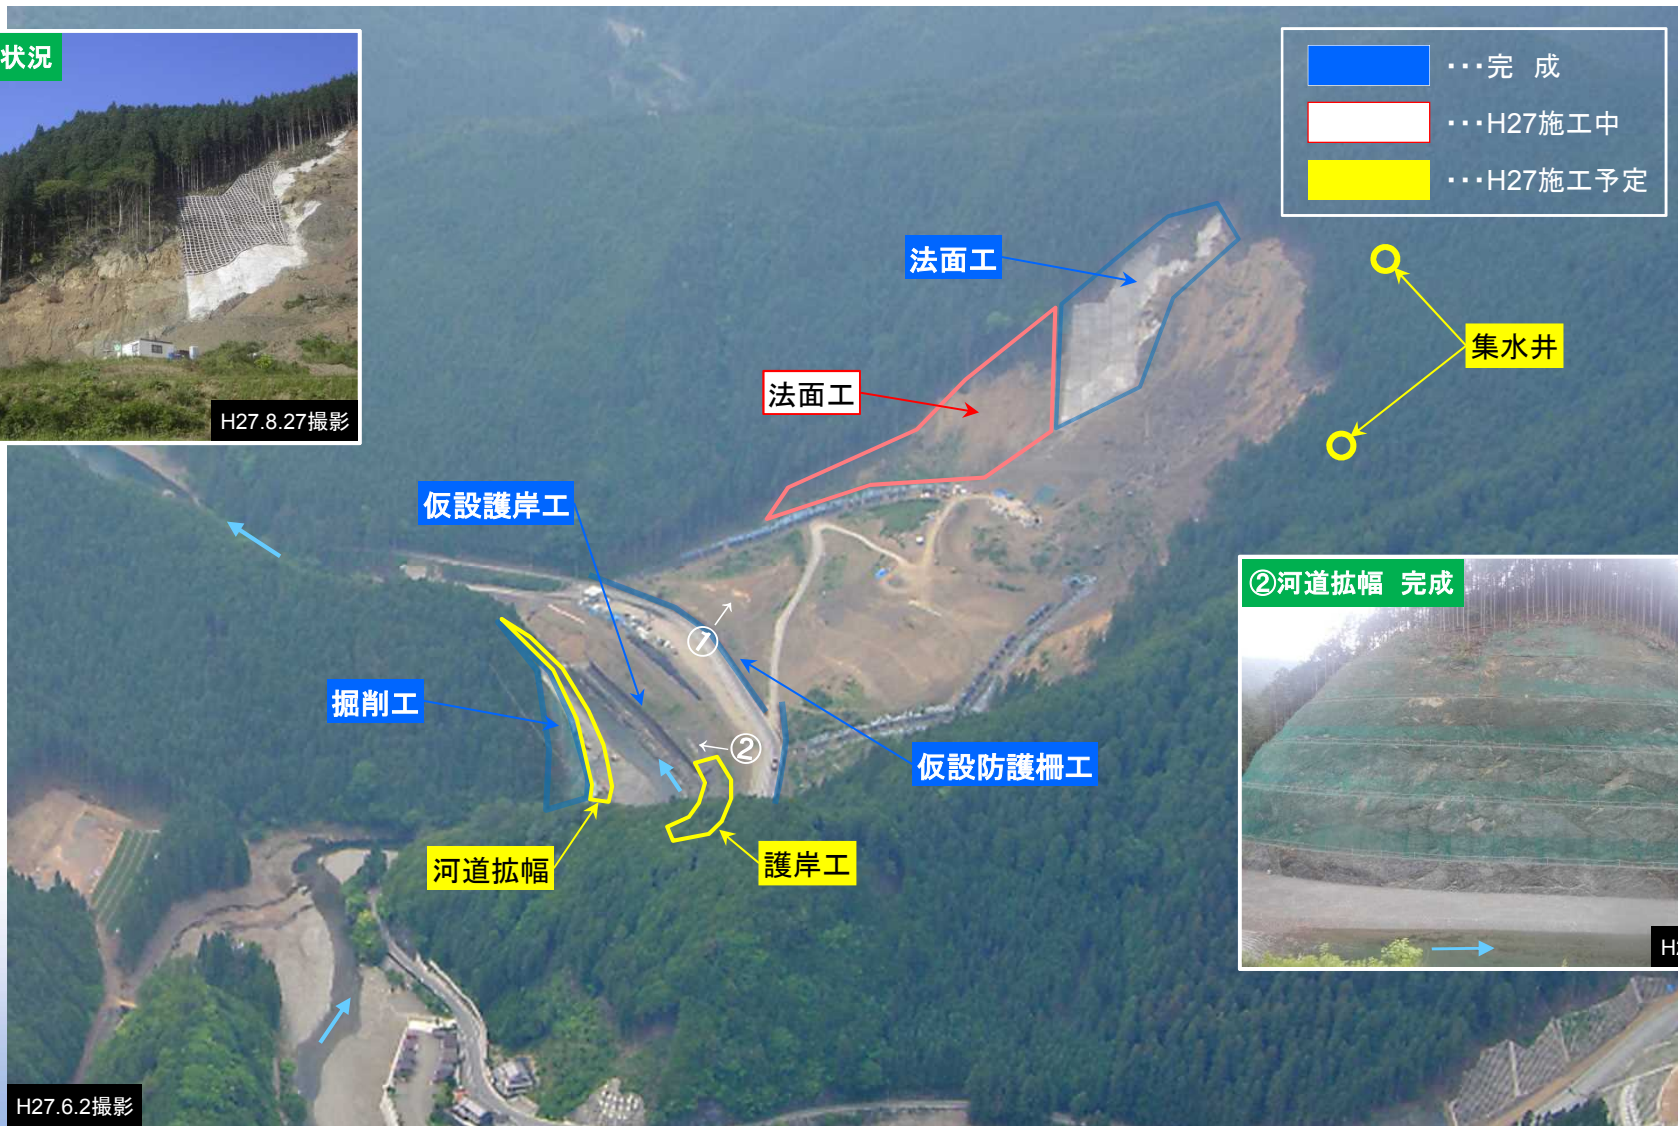 状況
H27.8.27撮影
･･･完 成
･･･H27施工中
･･･H27施工予定
法面工
集水井
法面工
仮設護岸工
①
掘削工
②
仮設防護柵工
河道拡幅
護岸工
②河道拡幅 完成
H2
H27.6.2撮影